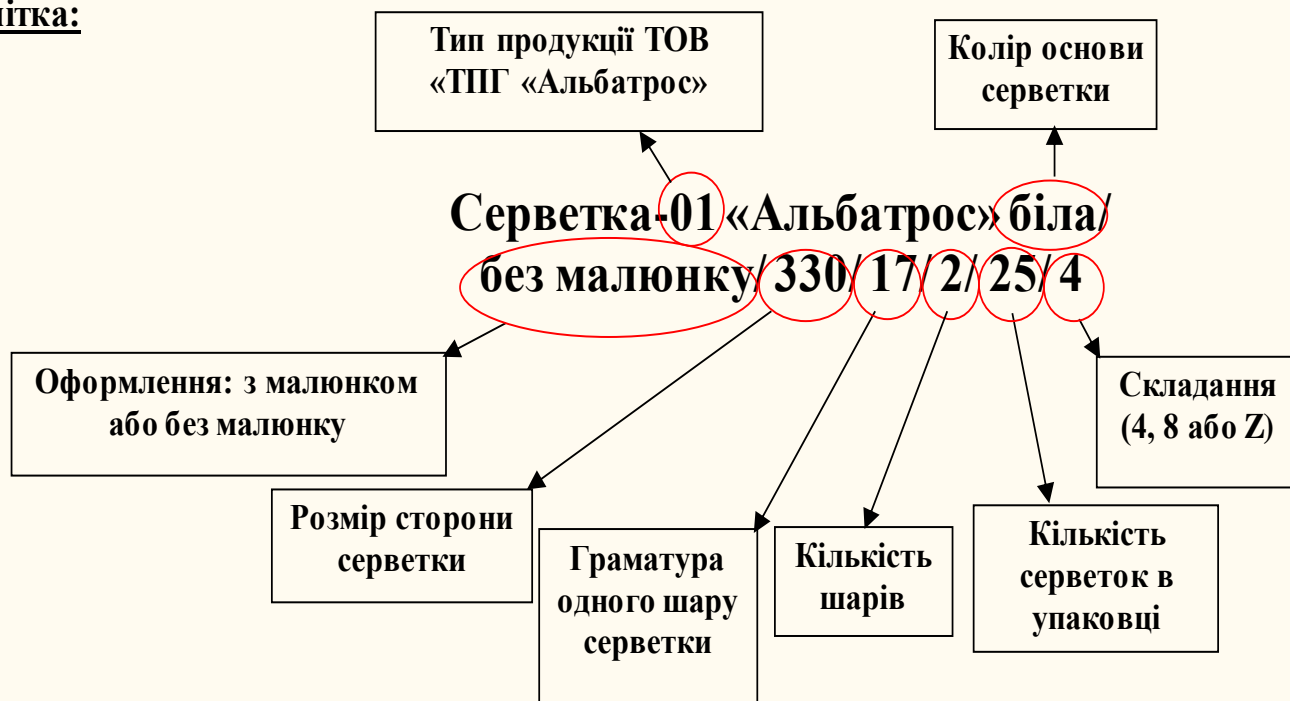 Тип продукції ТОВ
«ТПГ «Альбатрос»
Колір основи
серветки
Серветка-01 «Альбатрос» біла/
без малюнку/ 330/ 17/ 2/ 25/ 4
Оформлення: з малюнком
або без малюнку
Складання
(4, 8 або Z)
Розмір сторони
серветки
Граматура
одного шару
серветки
Кількість
шарів
Кількість
серветок в
упаковці